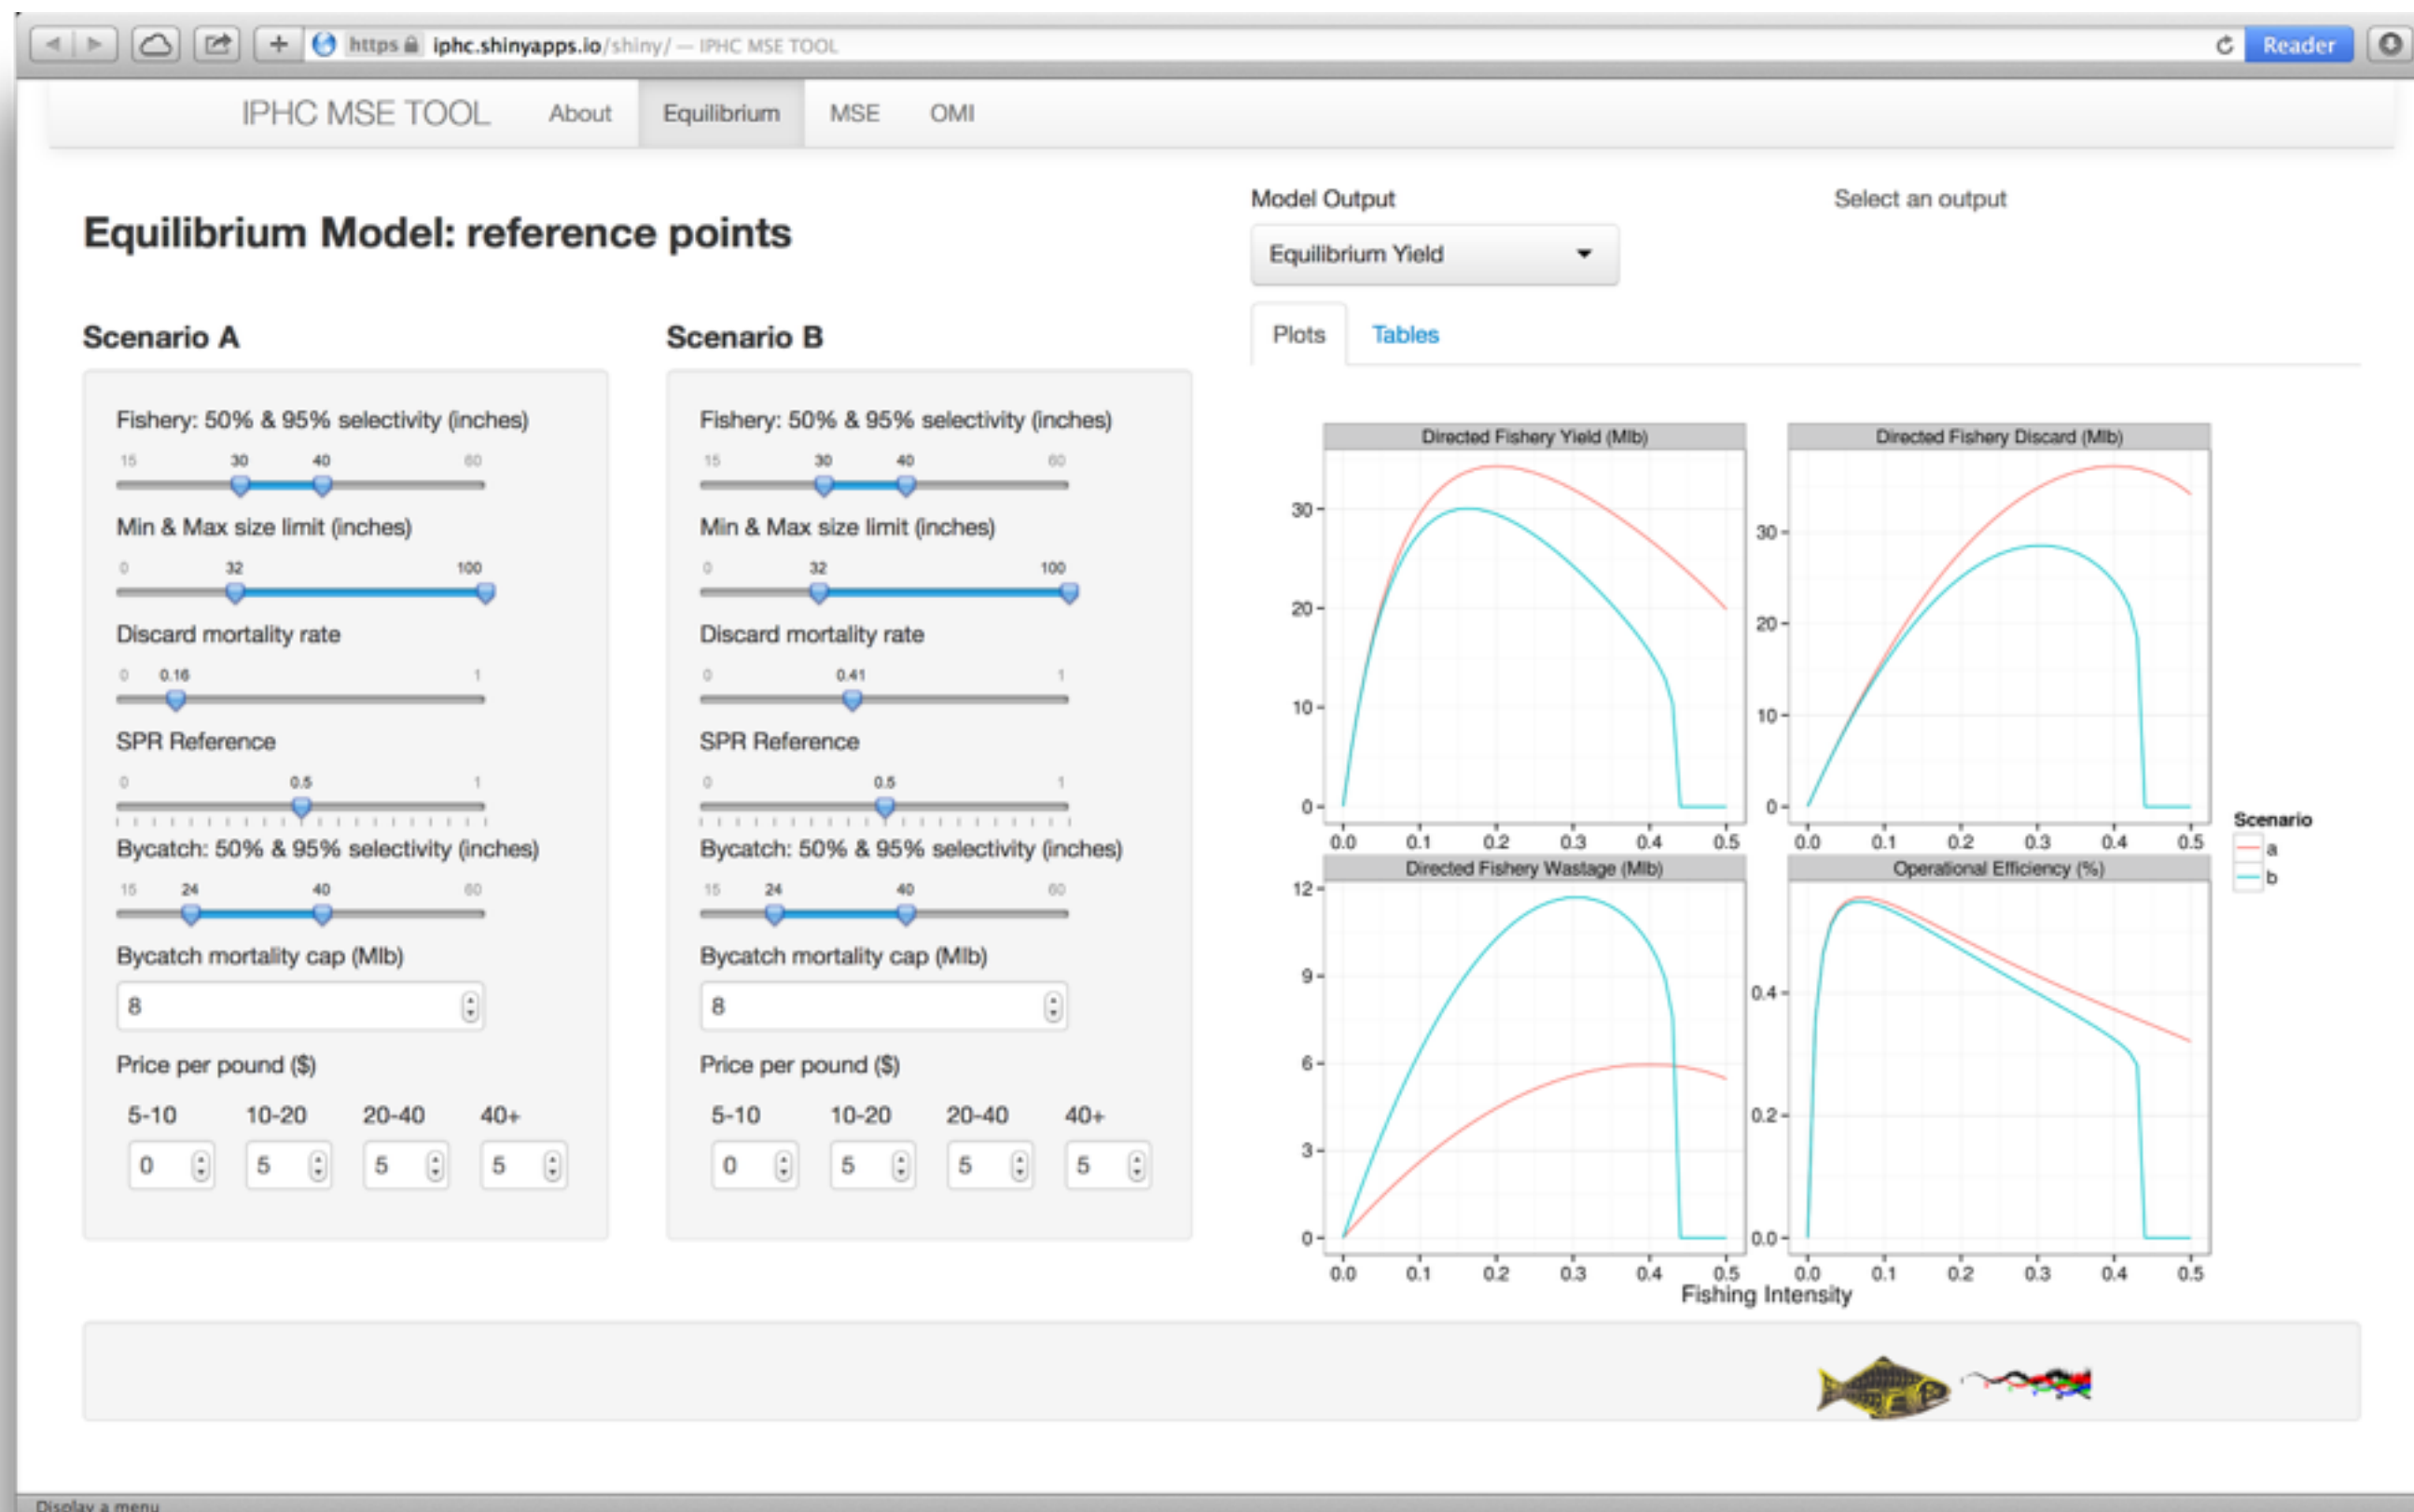 https iphc.shinyapps.io/shiny/ — IPHC MSE TOOL
Reader
IPHC MSE TOOL About Equilibrium MSE OMI
Equilibrium Model: reference points
Scenario A
Fishery: 50% & 95% selectivity (inches)
15 30 40 60
Min & Max size limit (inches)
0 32 100
Discard mortality rate
0 0.16 1
SPR Reference
0 0.5 1
Bycatch: 50% & 95% selectivity (inches)
15 24 40 60
Bycatch mortality cap (Mlb)
8
Price per pound ($)
5-10 10-20 20-40 40+
0 5 5 5
Scenario B
Fishery: 50% & 95% selectivity (inches)
15 30 40 60
Min & Max size limit (inches)
0 32 100
Discard mortality rate
0 0.41 1
SPR Reference
0 0.5 1
Bycatch: 50% & 95% selectivity (inches)
15 24 40 60
Bycatch mortality cap (Mlb)
8
Price per pound ($)
5-10 10-20 20-40 40+
0 5 5 5
Model Output
Select an output
Equilibrium Yield
Plots Tables
Directed Fishery Yield (Mlb)
30
20
10
0
0.0 0.1 0.2 0.3 0.4 0.5
Directed Fishery Discard (Mlb)
30
20
10
0
0.0 0.1 0.2 0.3 0.4 0.5
Directed Fishery Wastage (Mlb)
12
9
6
3
0
0.0 0.1 0.2 0.3 0.4 0.5
Operational Efficiency (%)
0.4
0.2
0.0
0.0 0.1 0.2 0.3 0.4 0.5
Fishing Intensity
Scenario
a
b
Display a menu